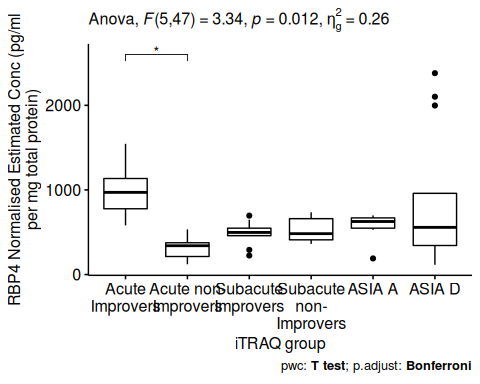 Anova, F(5,47) = 3.34, p = 0.012, η²g = 0.26
RBP4 Normalised Estimated Conc (pg/ml
per mg total protein)
*
2000
1000
0
Acute Improvers
Acute non-Improvers
Subacute Improvers
Subacute non-Improvers
ASIA A
ASIA D
iTRAQ group
pwc: T test; p.adjust: Bonferroni